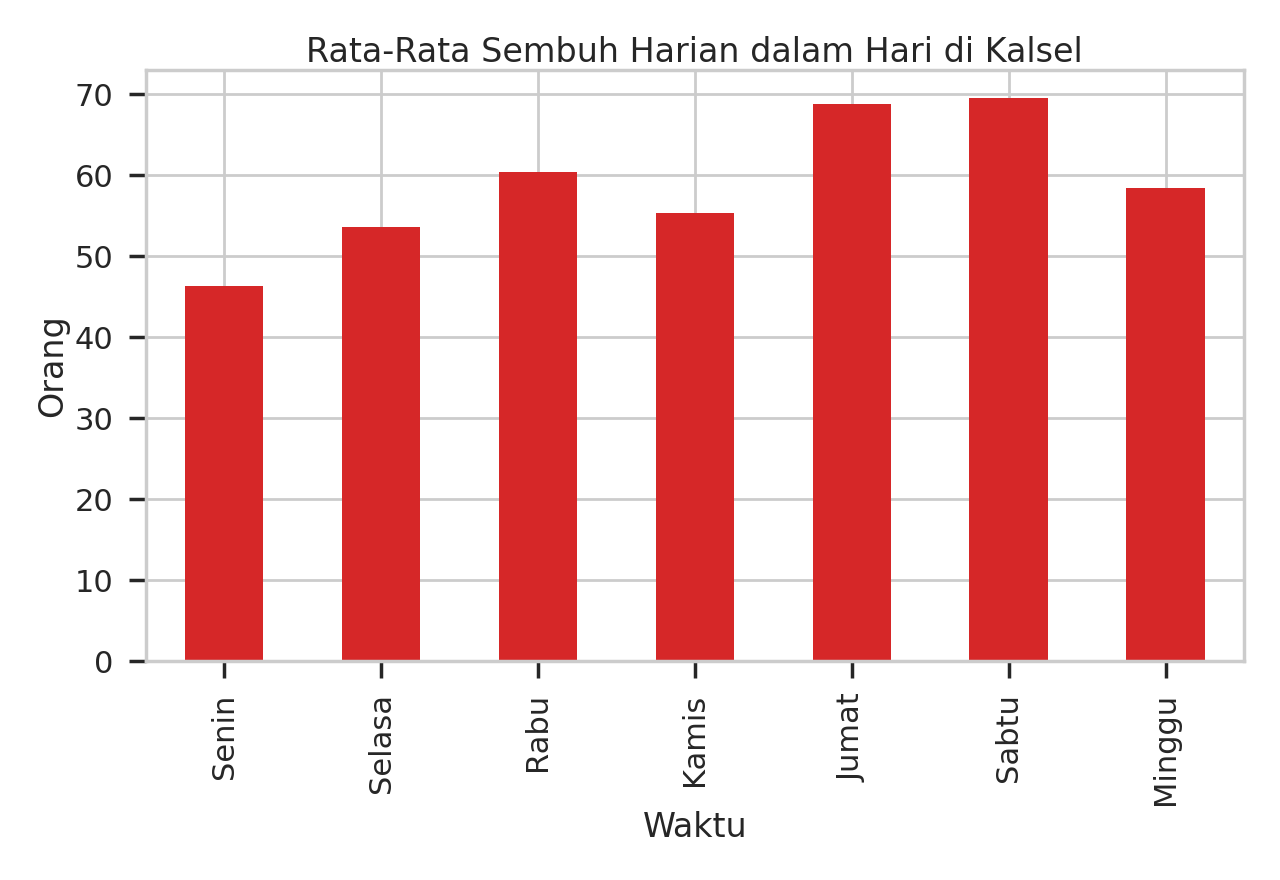 Rata-Rata Sembuh Harian dalam Hari di Kalsel
Orang
70
60
50
40
30
20
10
0
Senin
Selasa
Rabu
Kamis
Jumat
Sabtu
Minggu
Waktu